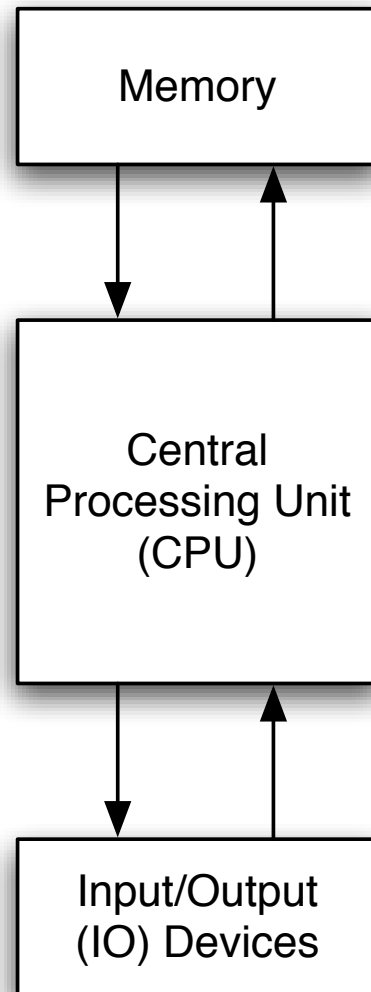 Memory
Central
Processing Unit
(CPU)
Input/Output
(IO) Devices